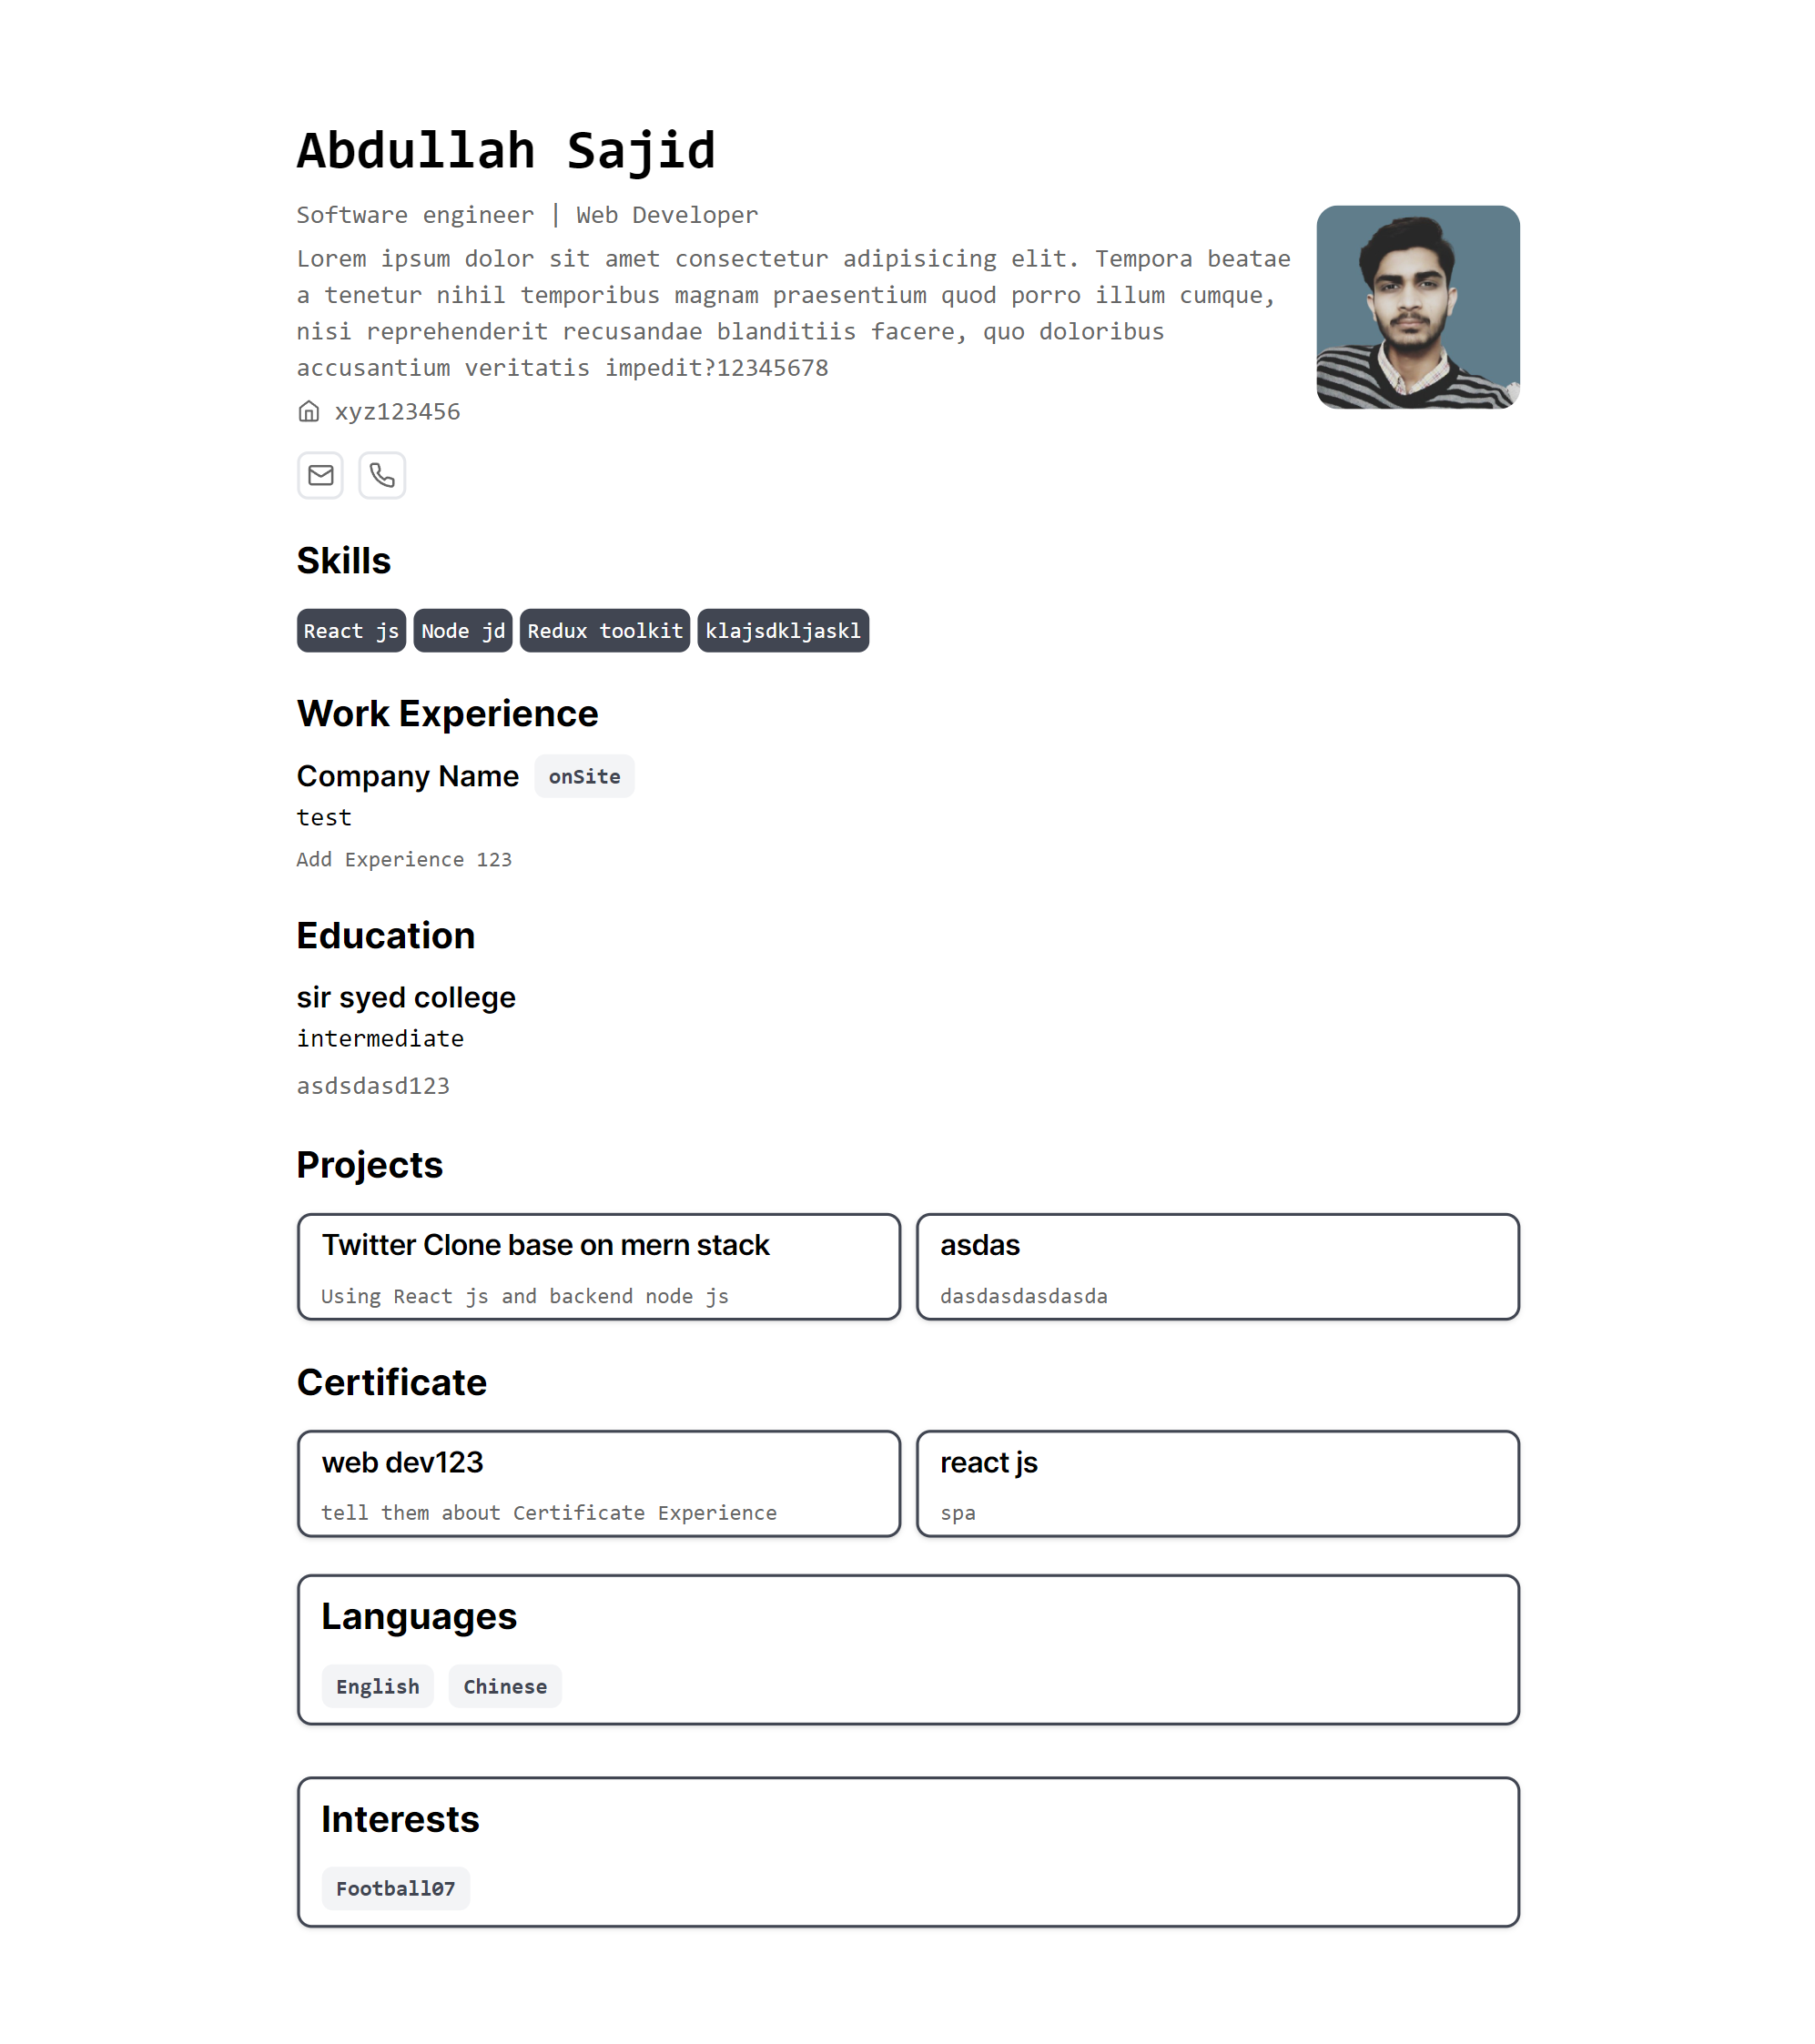 Abdullah Sajid
Software engineer | Web Developer
Lorem ipsum dolor sit amet consectetur adipisicing elit. Tempora beatae
a tenetur nihil temporibus magnam praesentium quod porro illum cumque,
nisi reprehenderit recusandae blanditiis facere, quo doloribus
accusantium veritatis impedit?12345678
xyz123456
Skills
React js Node jd Redux toolkit klajsdkljaskl
Work Experience
Company Name onSite
test
Add Experience 123
Education
sir syed college
intermediate
asdsdasd123
Projects
Twitter Clone base on mern stack
Using React js and backend node js
asdas
dasdasdasdasda
Certificate
web dev123
tell them about Certificate Experience
react js
spa
Languages
English Chinese
Interests
Football07